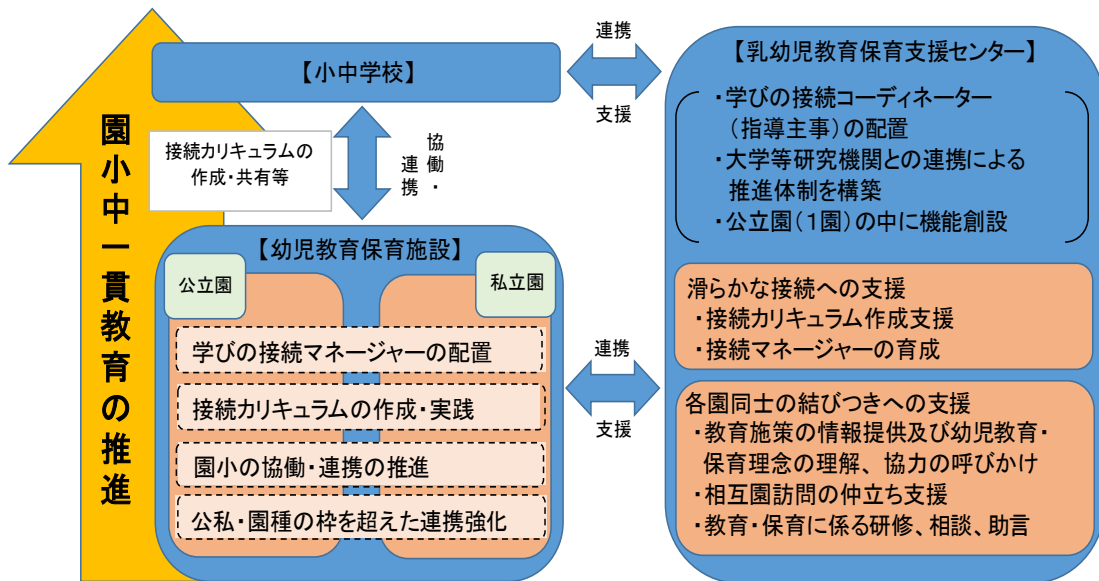 園小中一貫教育の推進
【小中学校】
接続カリキュラムの
作成・共有等
協働・
連携
【幼児教育保育施設】
公立園
私立園
学びの接続マネージャーの配置
接続カリキュラムの作成・実践
園小の協働・連携の推進
公私・園種の枠を超えた連携強化
連携
支援
連携
支援
【乳幼児教育保育支援センター】
・学びの接続コーディネーター
（指導主事）の配置
・大学等研究機関との連携による
推進体制を構築
・公立園（１園）の中に機能創設
滑らかな接続への支援
・接続カリキュラム作成支援
・接続マネージャーの育成
各園同士の結びつきへの支援
・教育施策の情報提供及び幼児教育・
保育理念の理解、協力の呼びかけ
・相互園訪問の仲立ち支援
・教育・保育に係る研修、相談、助言